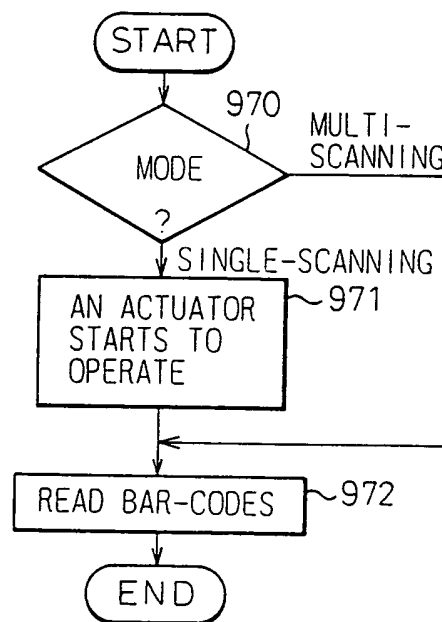 START
970
MULTI-
SCANNING
MODE
?
SINGLE-SCANNING
971
AN ACTUATOR
STARTS TO
OPERATE
READ BAR-CODES
972
END